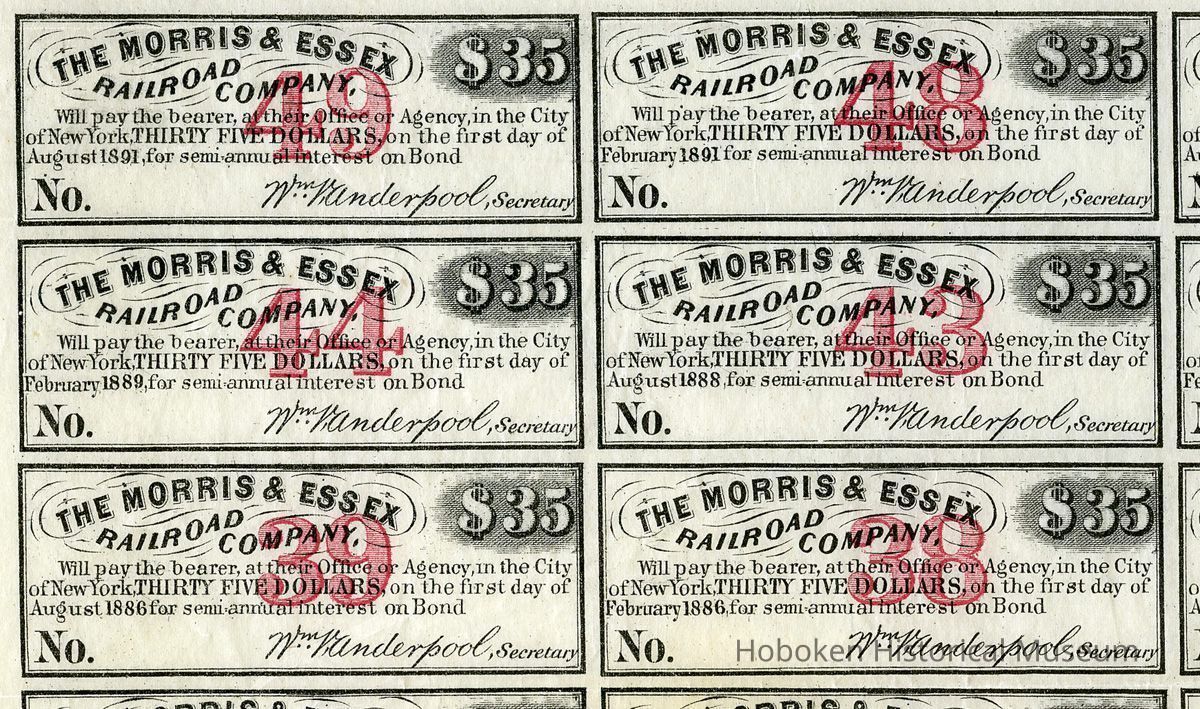 THE MORRIS & ESSEX
$35
RAILROAD COMPANY,
49
Will pay the bearer, at their Office or Agency, in the City
of New York, THIRTY FIVE DOLLARS, on the first day of
August 1891, for semi-annual interest on Bond
No.
Wm. Vanderpool, Secretary
THE MORRIS & ESSEX
$35
RAILROAD COMPANY,
48
Will pay the bearer, at their Office or Agency, in the City
of New York, THIRTY FIVE DOLLARS, on the first day of
February 1891 for semi-annual interest on Bond
No.
Wm. Vanderpool, Secretary
THE MORRIS & ESSEX
$35
RAILROAD COMPANY,
44
Will pay the bearer, at their Office or Agency, in the City
of New York, THIRTY FIVE DOLLARS, on the first day of
February 1889, for semi-annual interest on Bond
No.
Wm. Vanderpool, Secretary
THE MORRIS & ESSEX
$35
RAILROAD COMPANY,
43
Will pay the bearer, at their Office or Agency, in the City
of New York, THIRTY FIVE DOLLARS, on the first day of
August 1888, for semi-annual interest on Bond
No.
Wm. Vanderpool, Secretary
THE MORRIS & ESSEX
$35
RAILROAD COMPANY,
39
Will pay the bearer, at their Office or Agency, in the City
of New York, THIRTY FIVE DOLLARS, on the first day of
August 1886 for semi-annual interest on Bond
No.
Wm. Vanderpool, Secretary
THE MORRIS & ESSEX
$35
RAILROAD COMPANY,
38
Will pay the bearer, at their Office or Agency, in the City
of New York, THIRTY FIVE DOLLARS, on the first day of
February 1886, for semi-annual interest on Bond
No.
Wm. Vanderpool, Secretary
Hoboken Historical Museum